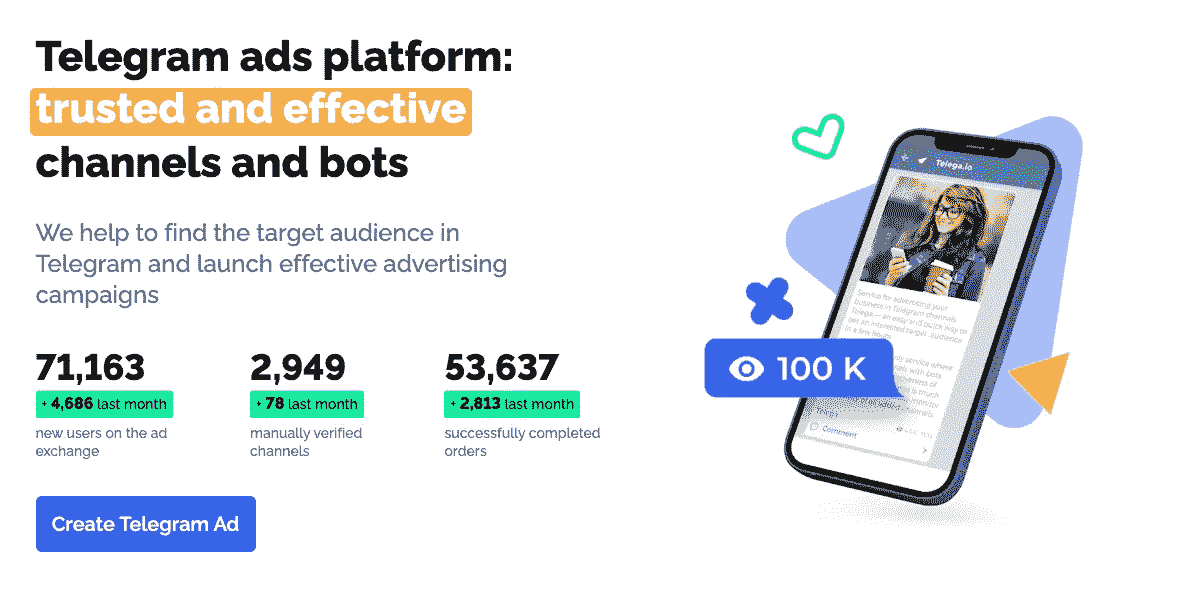 Telegram ads platform:
trusted and effective
channels and bots
We help to find the target audience in
Telegram and launch effective advertising
campaigns
71,163
+ 4,686 last month
new users on the ad
exchange
2,949
+ 78 last month
manually verified
channels
53,637
+ 2,813 last month
successfully completed
orders
Create Telegram Ad
Telega.io
Service for advertising your
business in Telegram channels
Telega — an easy and quick way to
get an interested target audience
in a few hours
100 K
Comment